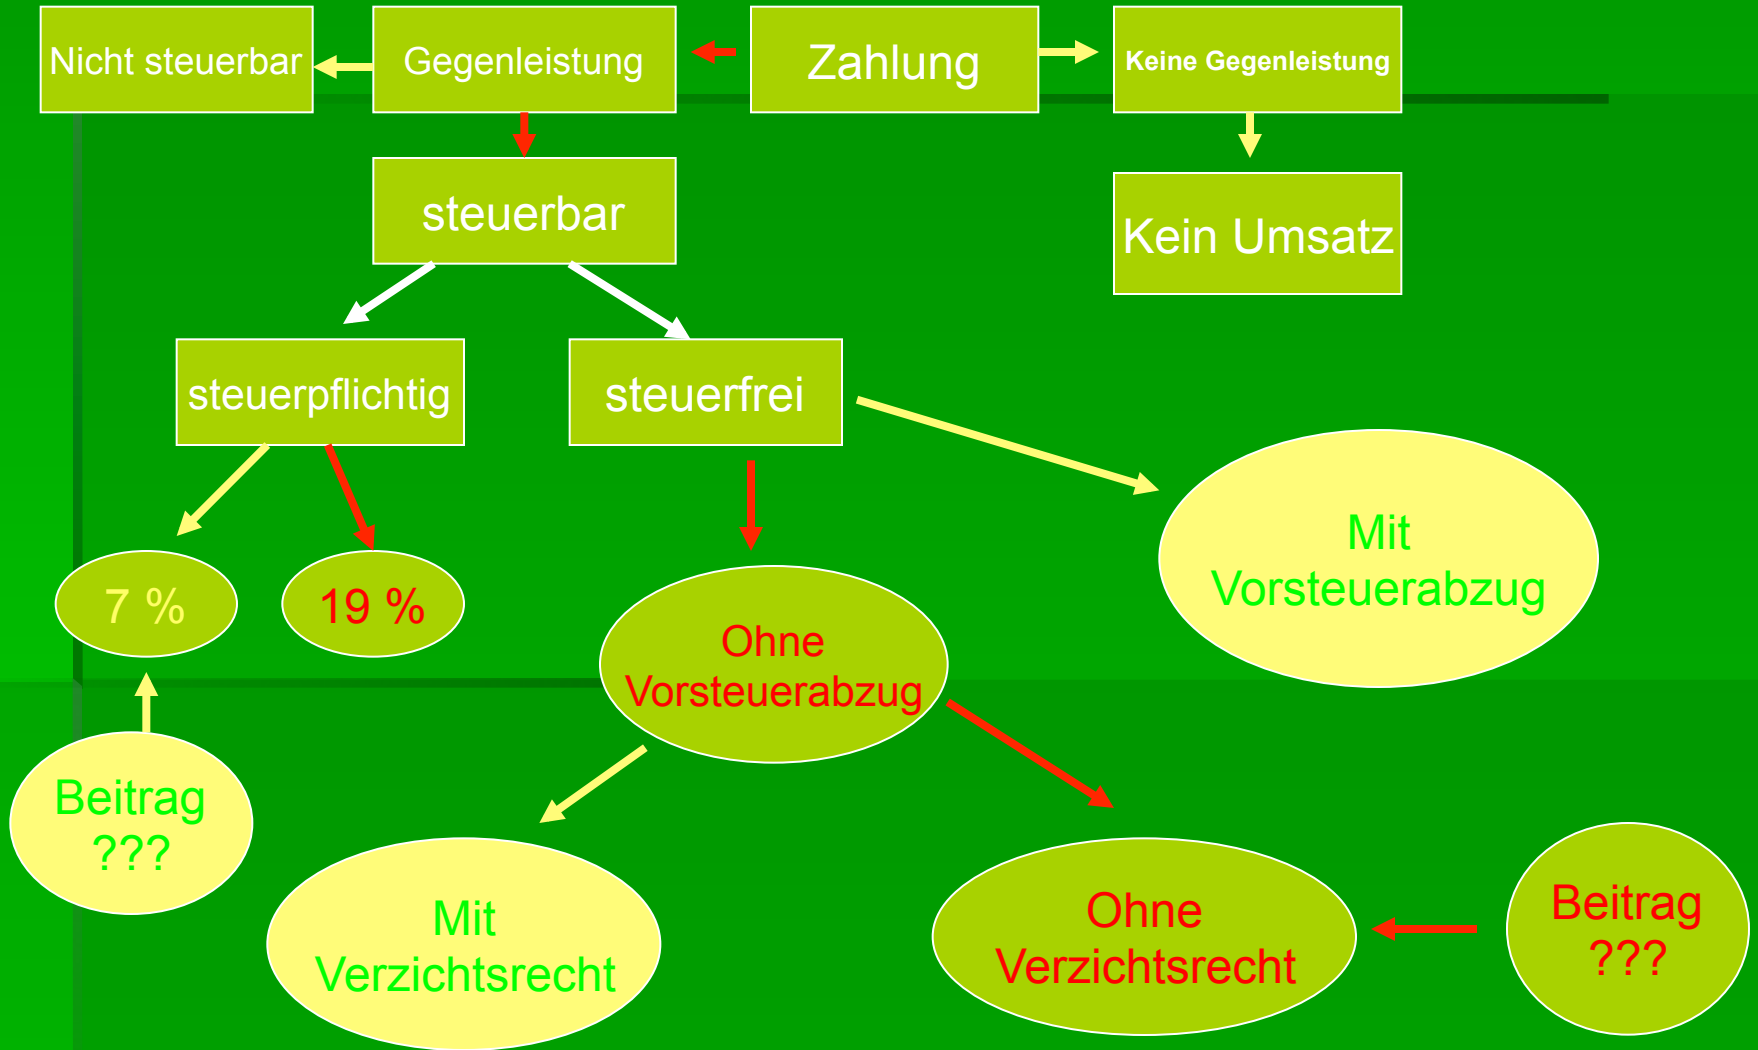 Nicht steuerbar
Gegenleistung
Zahlung
Keine Gegenleistung
steuerbar
Kein Umsatz
steuerpflichtig
steuerfrei
Mit
Vorsteuerabzug
7 %
19 %
Ohne
Vorsteuerabzug
Beitrag
???
Mit
Verzichtsrecht
Ohne
Verzichtsrecht
Beitrag
???